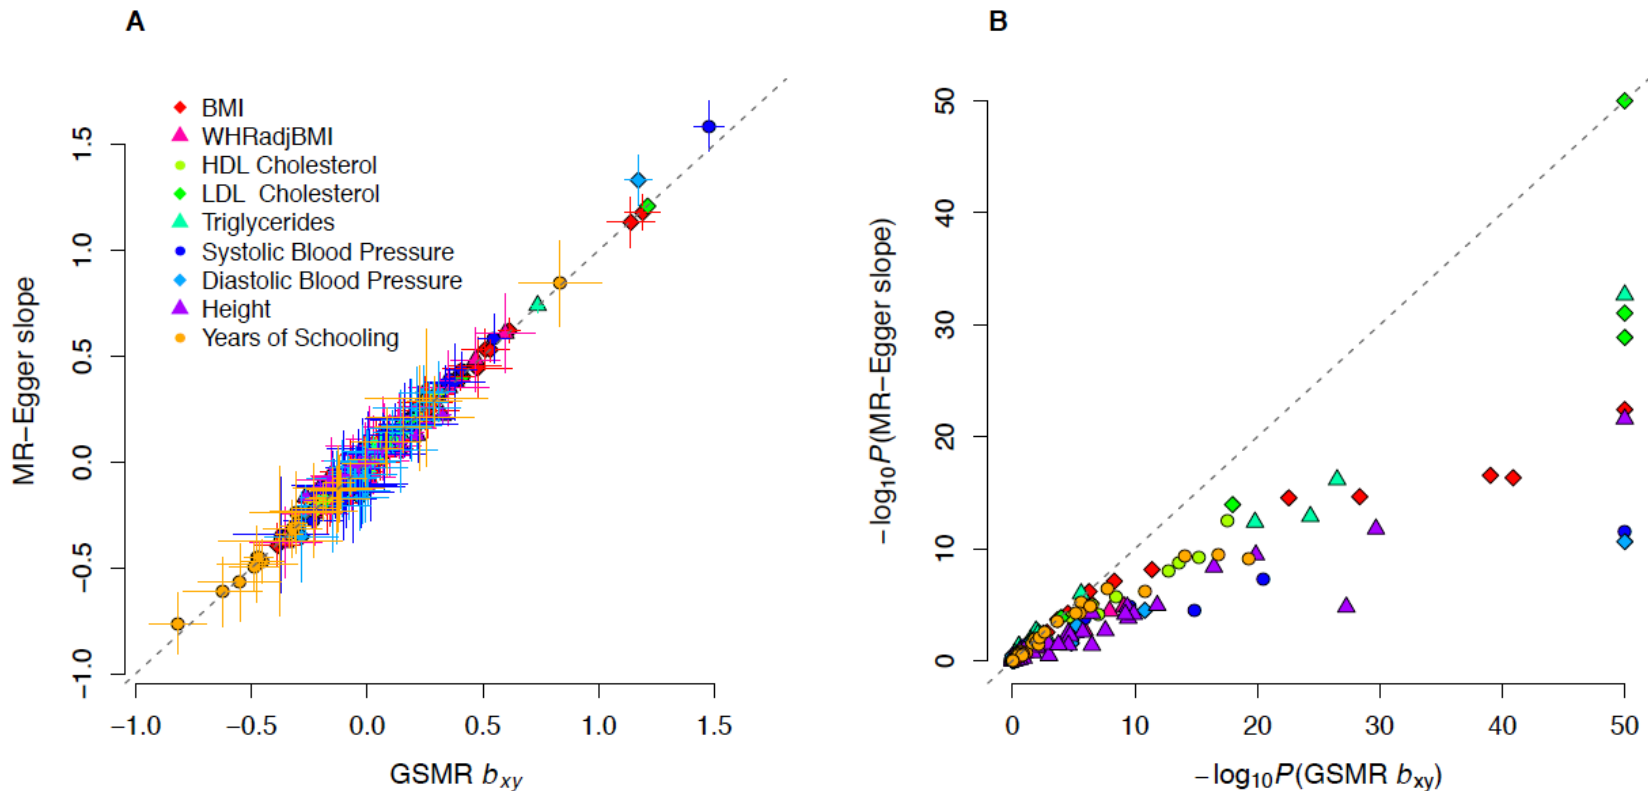 A
BMI
WHRadjBMI
HDL Cholesterol
LDL Cholesterol
Triglycerides
Systolic Blood Pressure
Diastolic Blood Pressure
Height
Years of Schooling
MR−Egger slope
1.5
1.0
0.5
0.0
−0.5
−1.0
−1.0 −0.5 0.0 0.5 1.0 1.5
GSMR bxy
B
−log10P(MR−Egger slope)
50
40
30
20
10
0
0 10 20 30 40 50
−log10P(GSMR bxy)